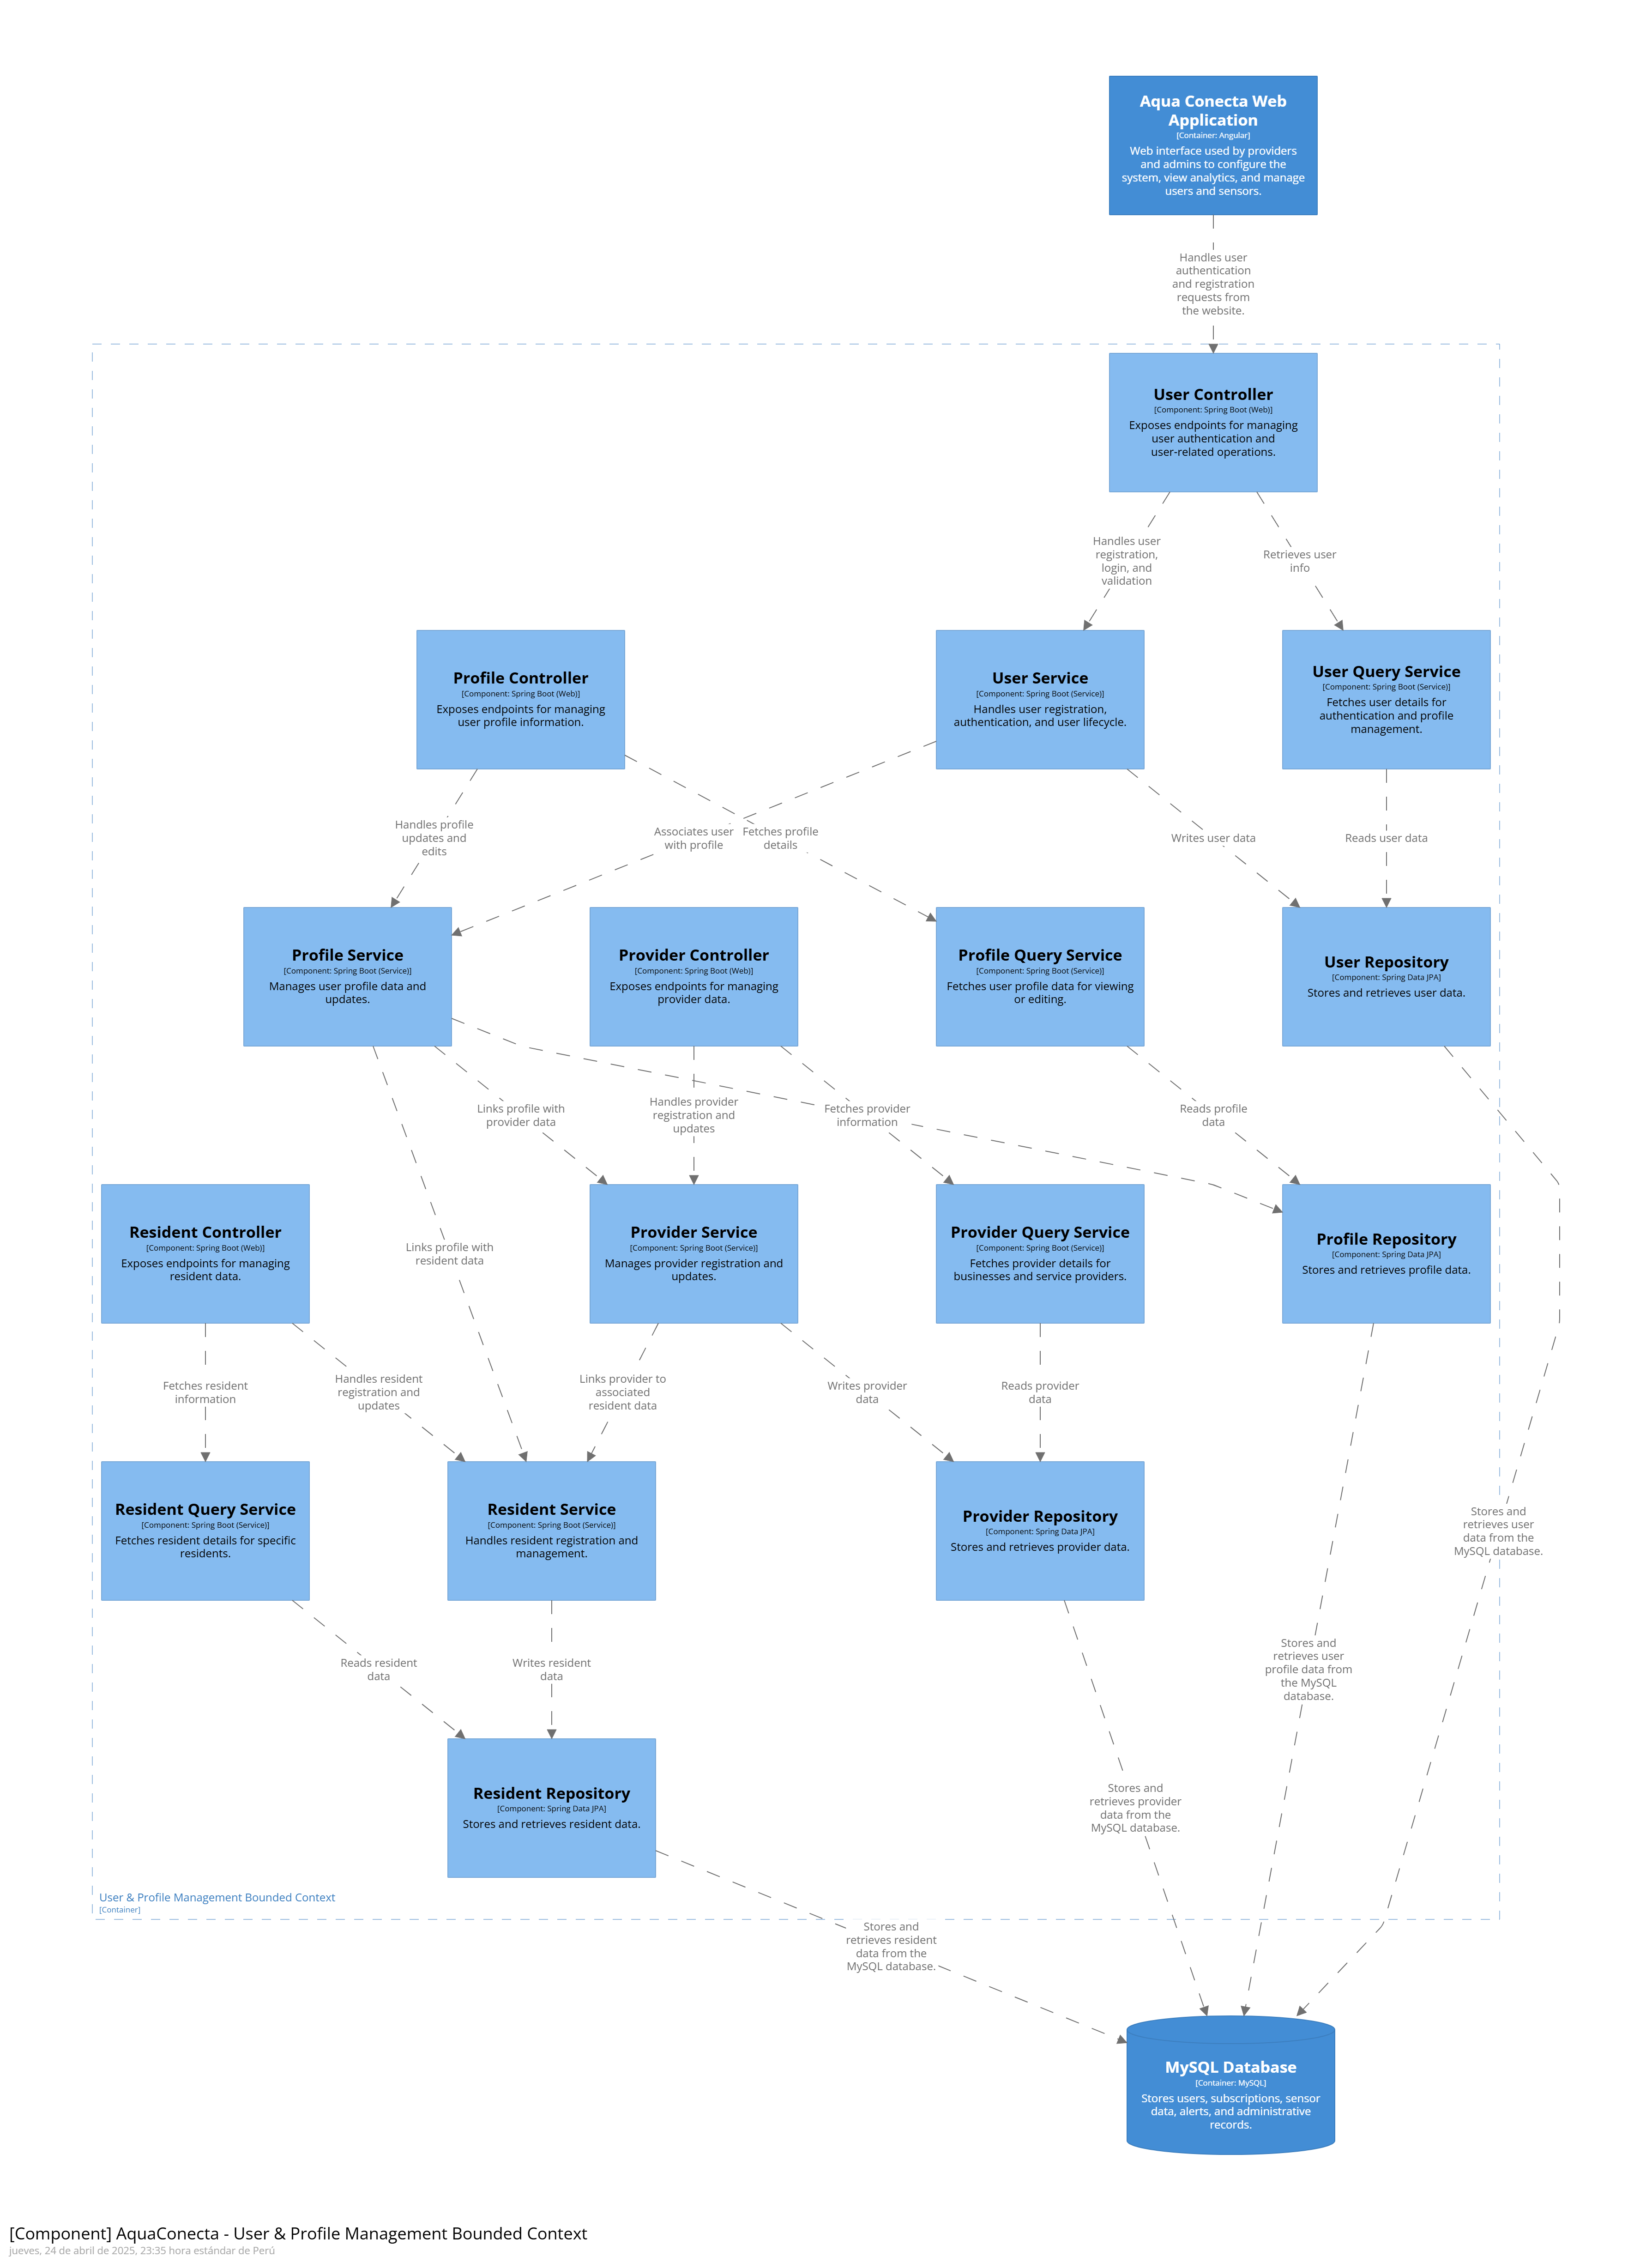 Aqua Conecta Web
Application
[Container: Angular]
Web interface used by providers
and admins to configure the
system, view analytics, and manage
users and sensors.
Handles user
authentication
and registration
requests from
the website.
User Controller
[Component: Spring Boot (Web)]
Exposes endpoints for managing
user authentication and
user-related operations.
Handles user
registration,
login, and
validation
Retrieves user
info
Profile Controller
[Component: Spring Boot (Web)]
Exposes endpoints for managing
user profile information.
User Service
[Component: Spring Boot (Service)]
Handles user registration,
authentication, and user lifecycle.
User Query Service
[Component: Spring Boot (Service)]
Fetches user details for
authentication and profile
management.
Handles profile
updates and
edits
Associates user
with profile
Fetches profile
details
Writes user data
Reads user data
Profile Service
[Component: Spring Boot (Service)]
Manages user profile data and
updates.
Provider Controller
[Component: Spring Boot (Web)]
Exposes endpoints for managing
provider data.
Profile Query Service
[Component: Spring Boot (Service)]
Fetches user profile data for viewing
or editing.
User Repository
[Component: Spring Data JPA]
Stores and retrieves user data.
Links profile with
provider data
Handles provider
registration and
updates
Fetches provider
information
Reads profile
data
Resident Controller
[Component: Spring Boot (Web)]
Exposes endpoints for managing
resident data.
Links profile with
resident data
Provider Service
[Component: Spring Boot (Service)]
Manages provider registration and
updates.
Provider Query Service
[Component: Spring Boot (Service)]
Fetches provider details for
businesses and service providers.
Profile Repository
[Component: Spring Data JPA]
Stores and retrieves profile data.
Fetches resident
information
Handles resident
registration and
updates
Links provider to
associated
resident data
Writes provider
data
Reads provider
data
Resident Query Service
[Component: Spring Boot (Service)]
Fetches resident details for specific
residents.
Resident Service
[Component: Spring Boot (Service)]
Handles resident registration and
management.
Provider Repository
[Component: Spring Data JPA]
Stores and retrieves provider data.
Stores and
retrieves user
data from the
MySQL database.
Reads resident
data
Writes resident
data
Stores and
retrieves user
profile data from
the MySQL
database.
Resident Repository
[Component: Spring Data JPA]
Stores and retrieves resident data.
Stores and
retrieves provider
data from the
MySQL database.
User & Profile Management Bounded Context
[Container]
Stores and
retrieves resident
data from the
MySQL database.
MySQL Database
[Container: MySQL]
Stores users, subscriptions, sensor
data, alerts, and administrative
records.
[Component] AquaConecta - User & Profile Management Bounded Context
jueves, 24 de abril de 2025, 23:35 hora estándar de Perú